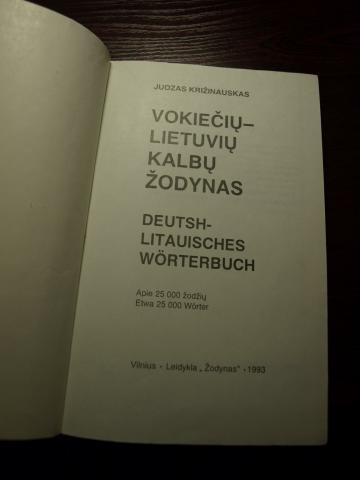 JUOZAS KRIŽINAUSKAS
VOKIEČIŲ–
LIETUVIŲ
KALBŲ
ŽODYNAS
DEUTSH-
LITAUISCHES
WÖRTERBUCH
Apie 25 000 žodžių
Etwa 25 000 Wörter
Vilnius • Leidykla „Žodynas" • 1993